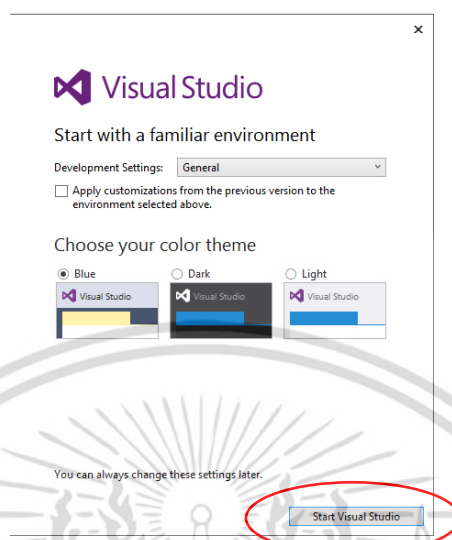 Visual Studio
Start with a familiar environment
Development Settings: General
Apply customizations from the previous version to the
environment selected above.
Choose your color theme
Blue Dark Light
Visual Studio Visual Studio Visual Studio
You can always change these settings later.
Start Visual Studio